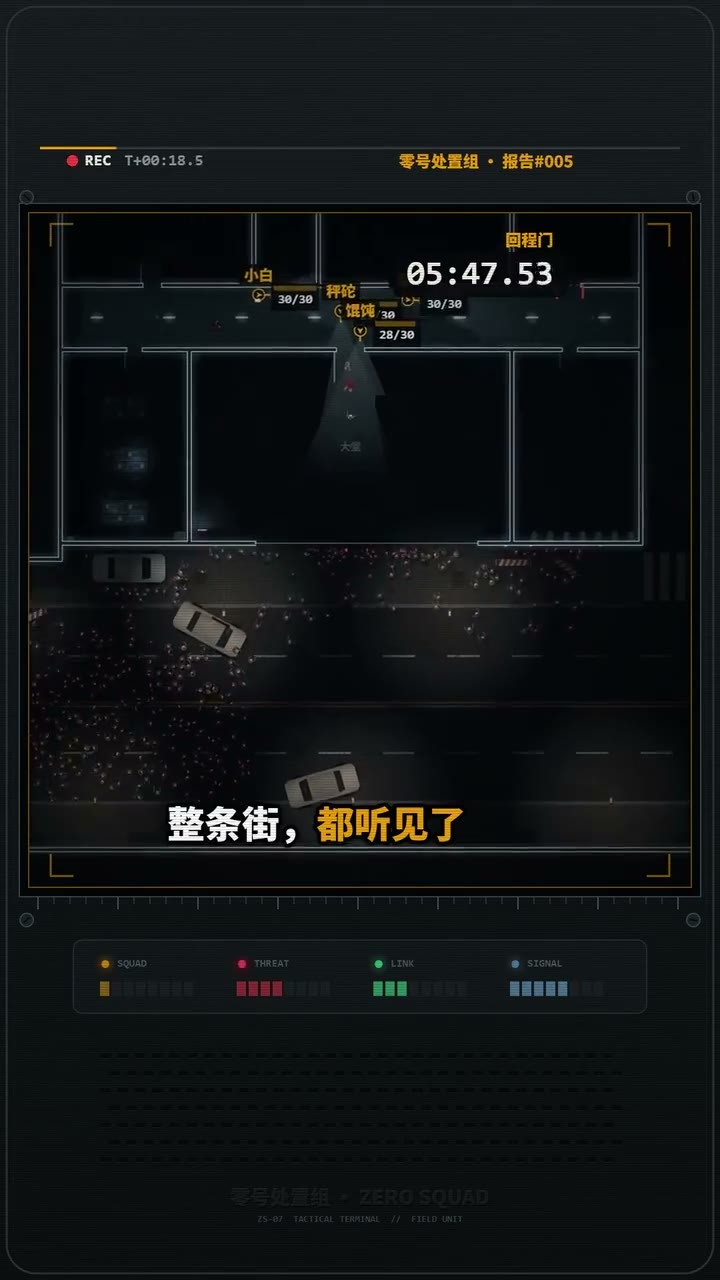 REC T+00:18.5
零号处置组 • 报告#005
回程门
05:47.53
小白
30/30
秤砣
30/30
馄饨
30
28/30
大堂
整条街，都听见了
SQUAD
THREAT
LINK
SIGNAL
零号处置组 • ZERO SQUAD
ZS-07 TACTICAL TERMINAL // FIELD UNIT